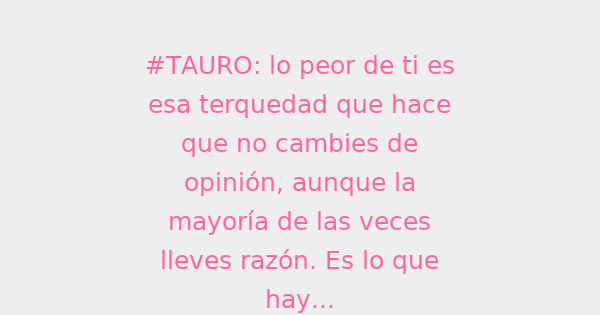 #TAURO: lo peor de ti es
esa terquedad que hace
que no cambies de
opinión, aunque la
mayoría de las veces
lleves razón. Es lo que
hay...